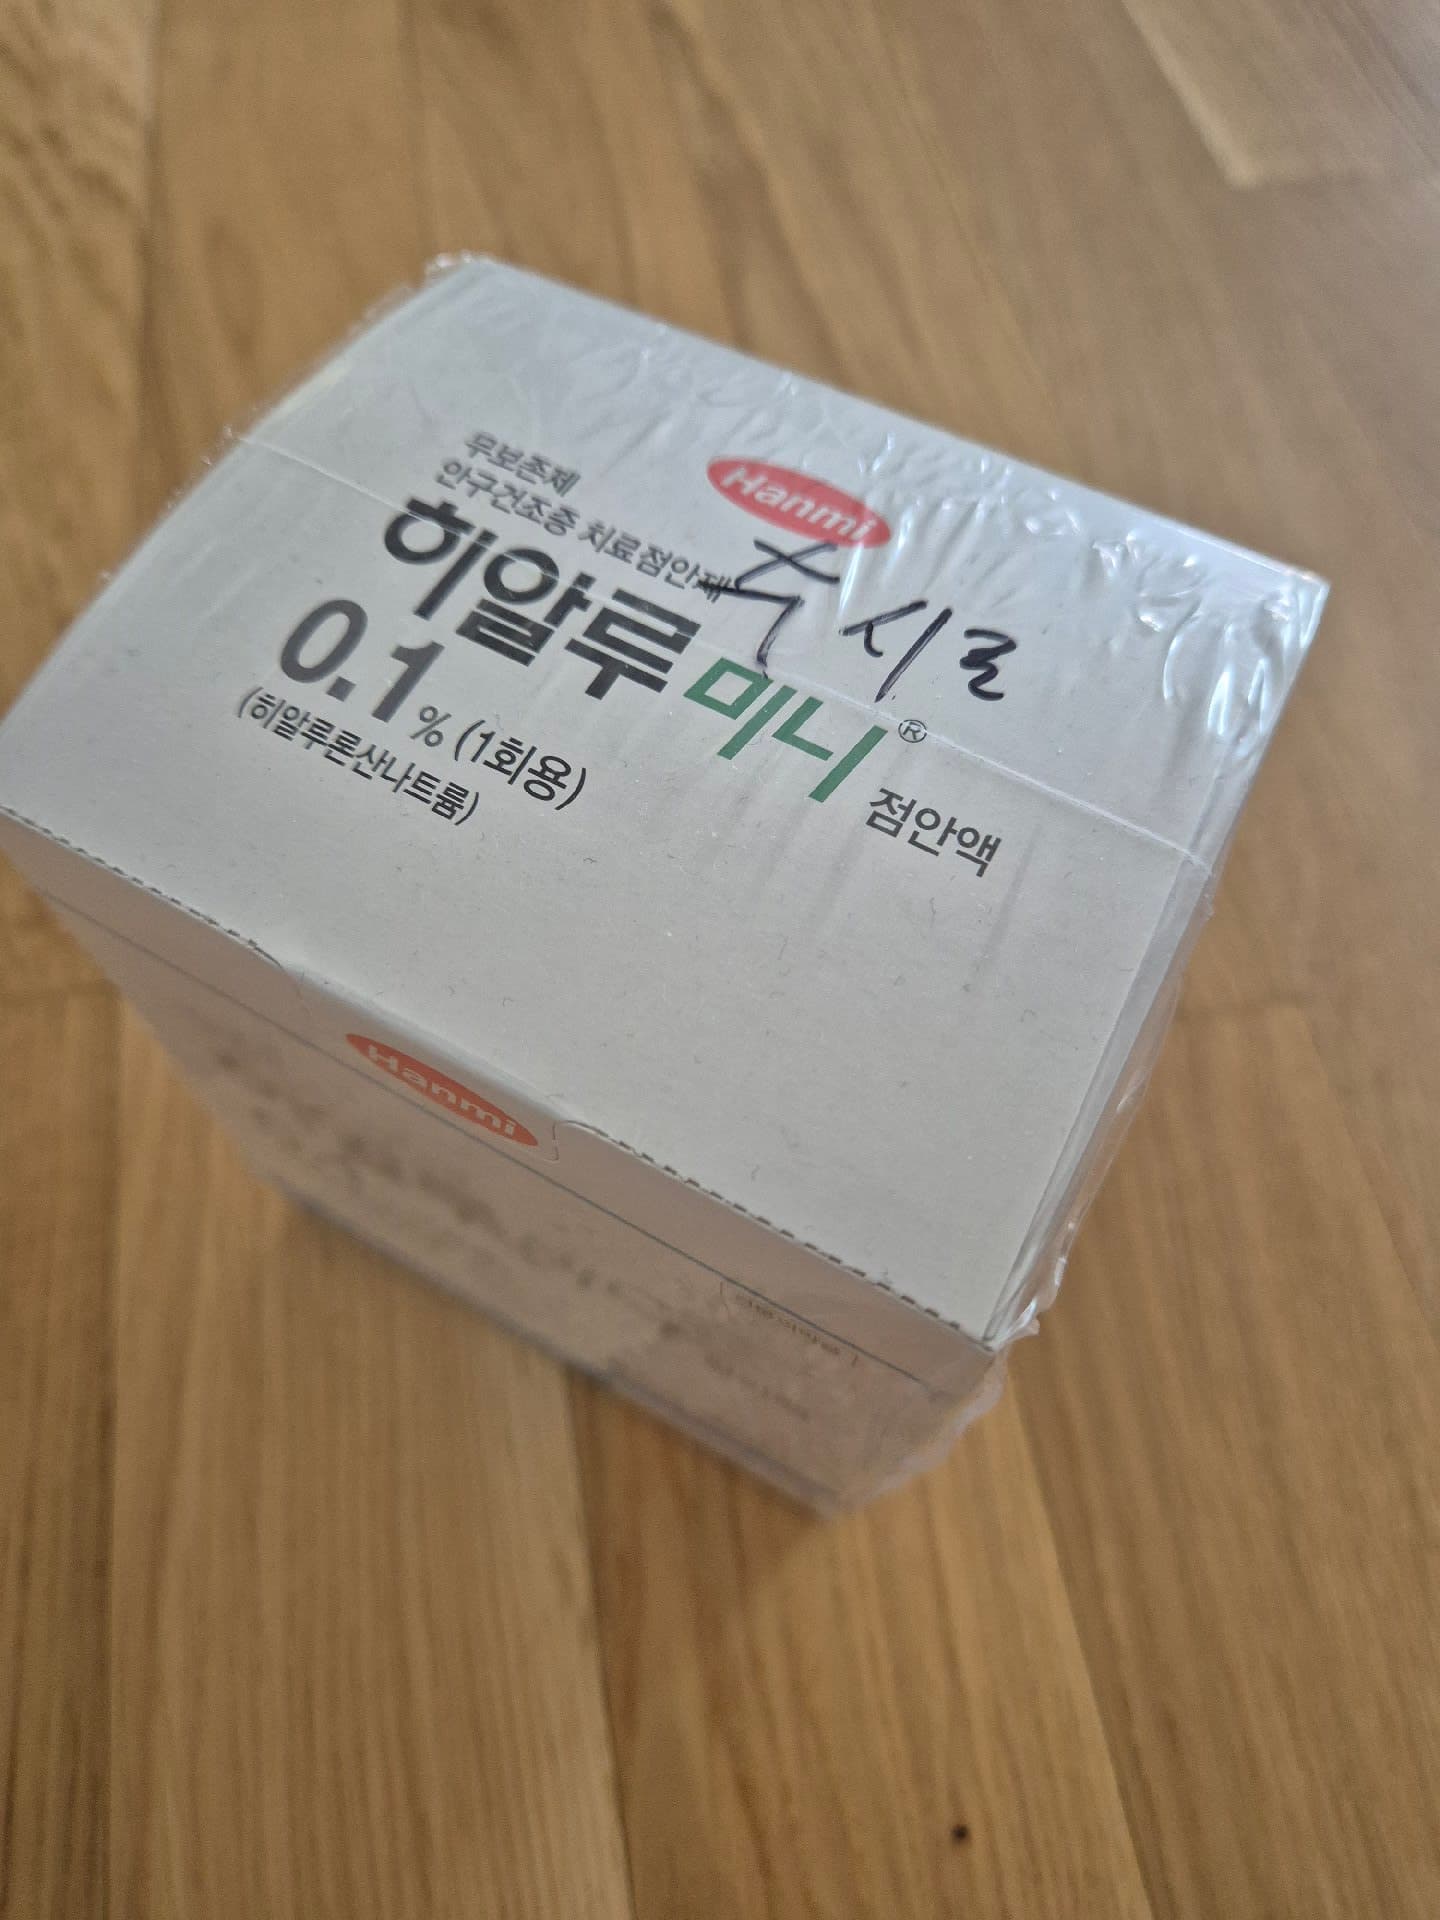 Hanmi
무보존제
안구건조증 치료점안제
수시로
히알루미니® 점안액
0.1% (1회용)
(히알루론산나트륨)
Hanmi